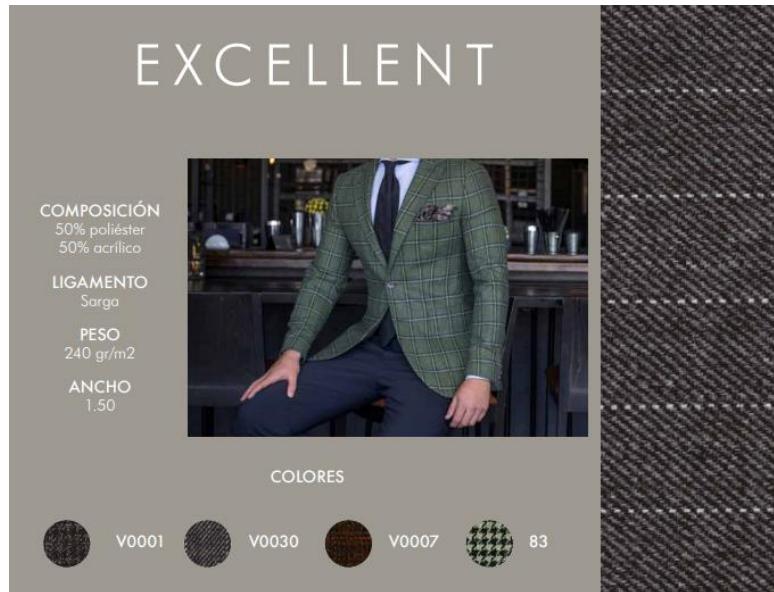 EXCELLENT
COMPOSICIÓN
50% poliéster
50% acrílico
LIGAMENTO
Sarga
PESO
240 gr/m2
ANCHO
1.50
COLORES
V0001
V0030
V0007
83